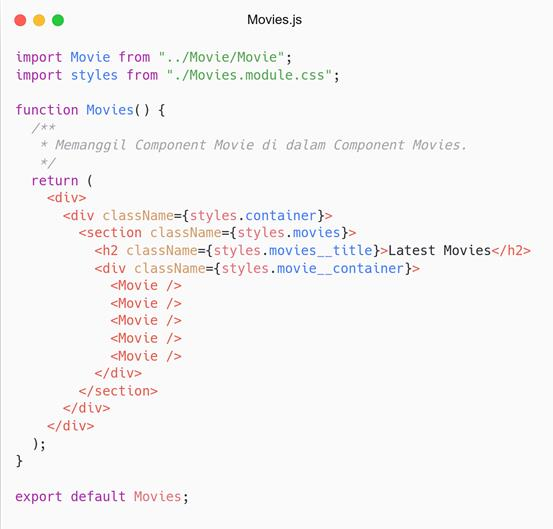 Movies.js
import Movie from "../Movie/Movie";
import styles from "./Movies.module.css";

function Movies() {
  /**
   * Memanggil Component Movie di dalam Component Movies.
   */
  return (
    <div>
      <div className={styles.container}>
        <section className={styles.movies}>
          <h2 className={styles.movies__title}>Latest Movies</h2>
          <div className={styles.movie__container}>
            <Movie />
            <Movie />
            <Movie />
            <Movie />
            <Movie />
          </div>
        </section>
      </div>
    </div>
  );
}

export default Movies;